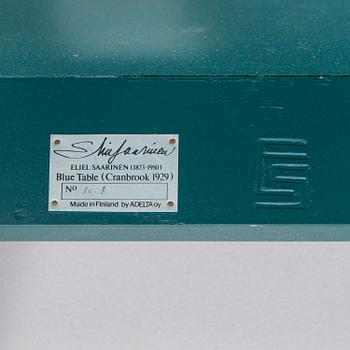 Eliel Saarinen
ELIEL SAARINEN (1873-1950)
Blue Table (Cranbrook 1929)
No
Made in Finland by ADELTA oy